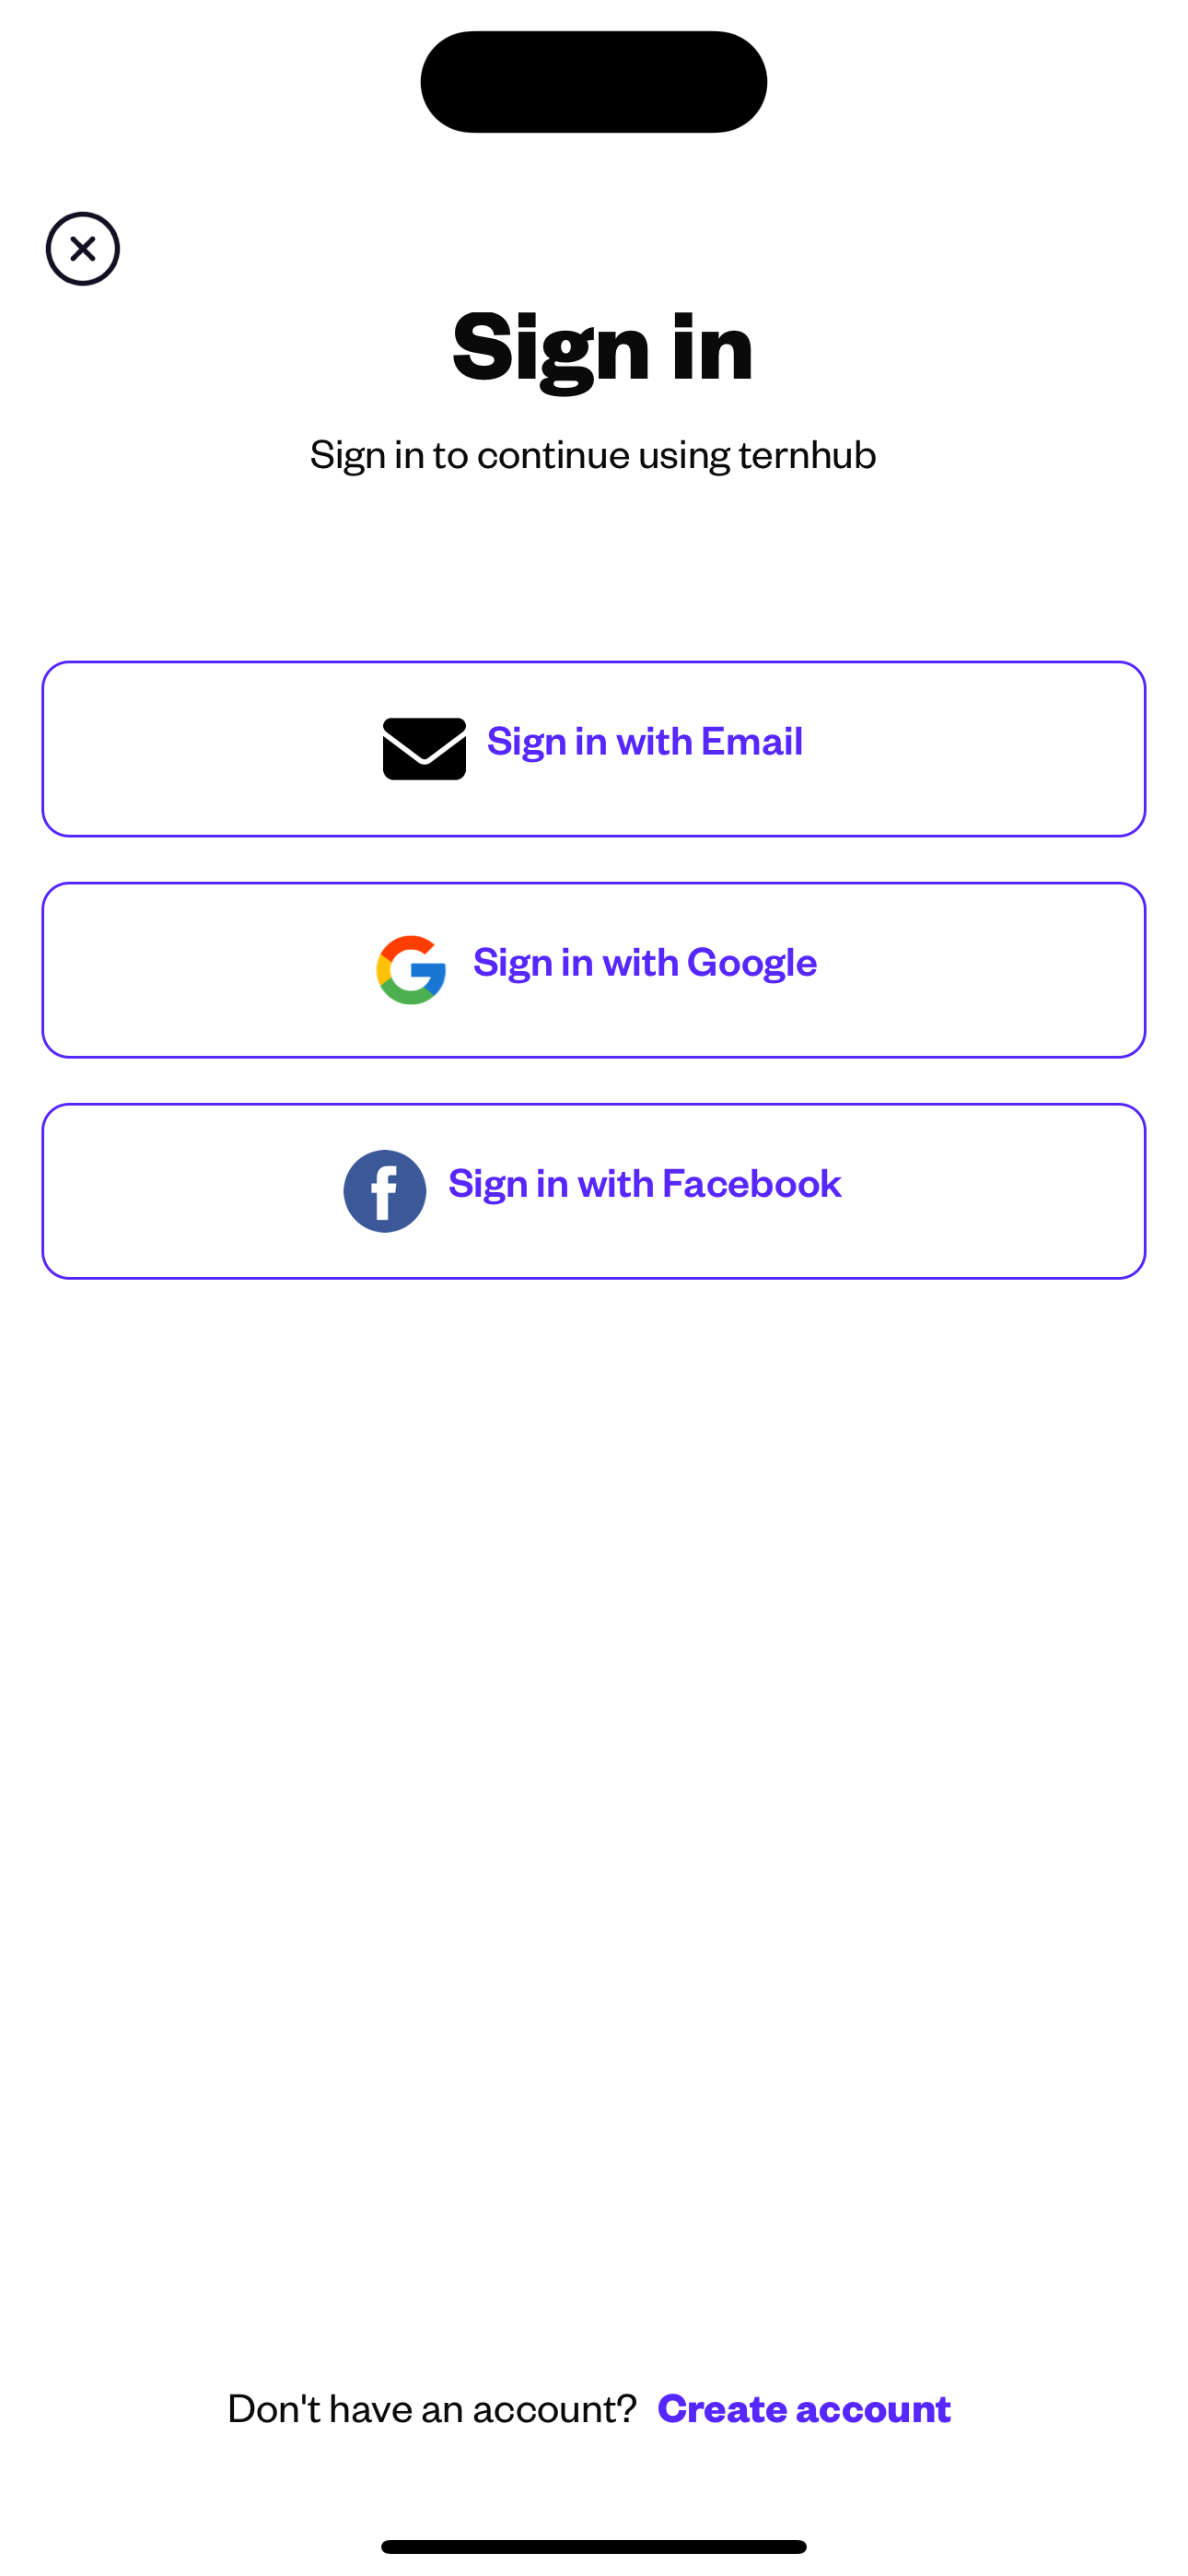 Sign in
Sign in to continue using ternhub
Sign in with Email
Sign in with Google
Sign in with Facebook
Don't have an account? Create account